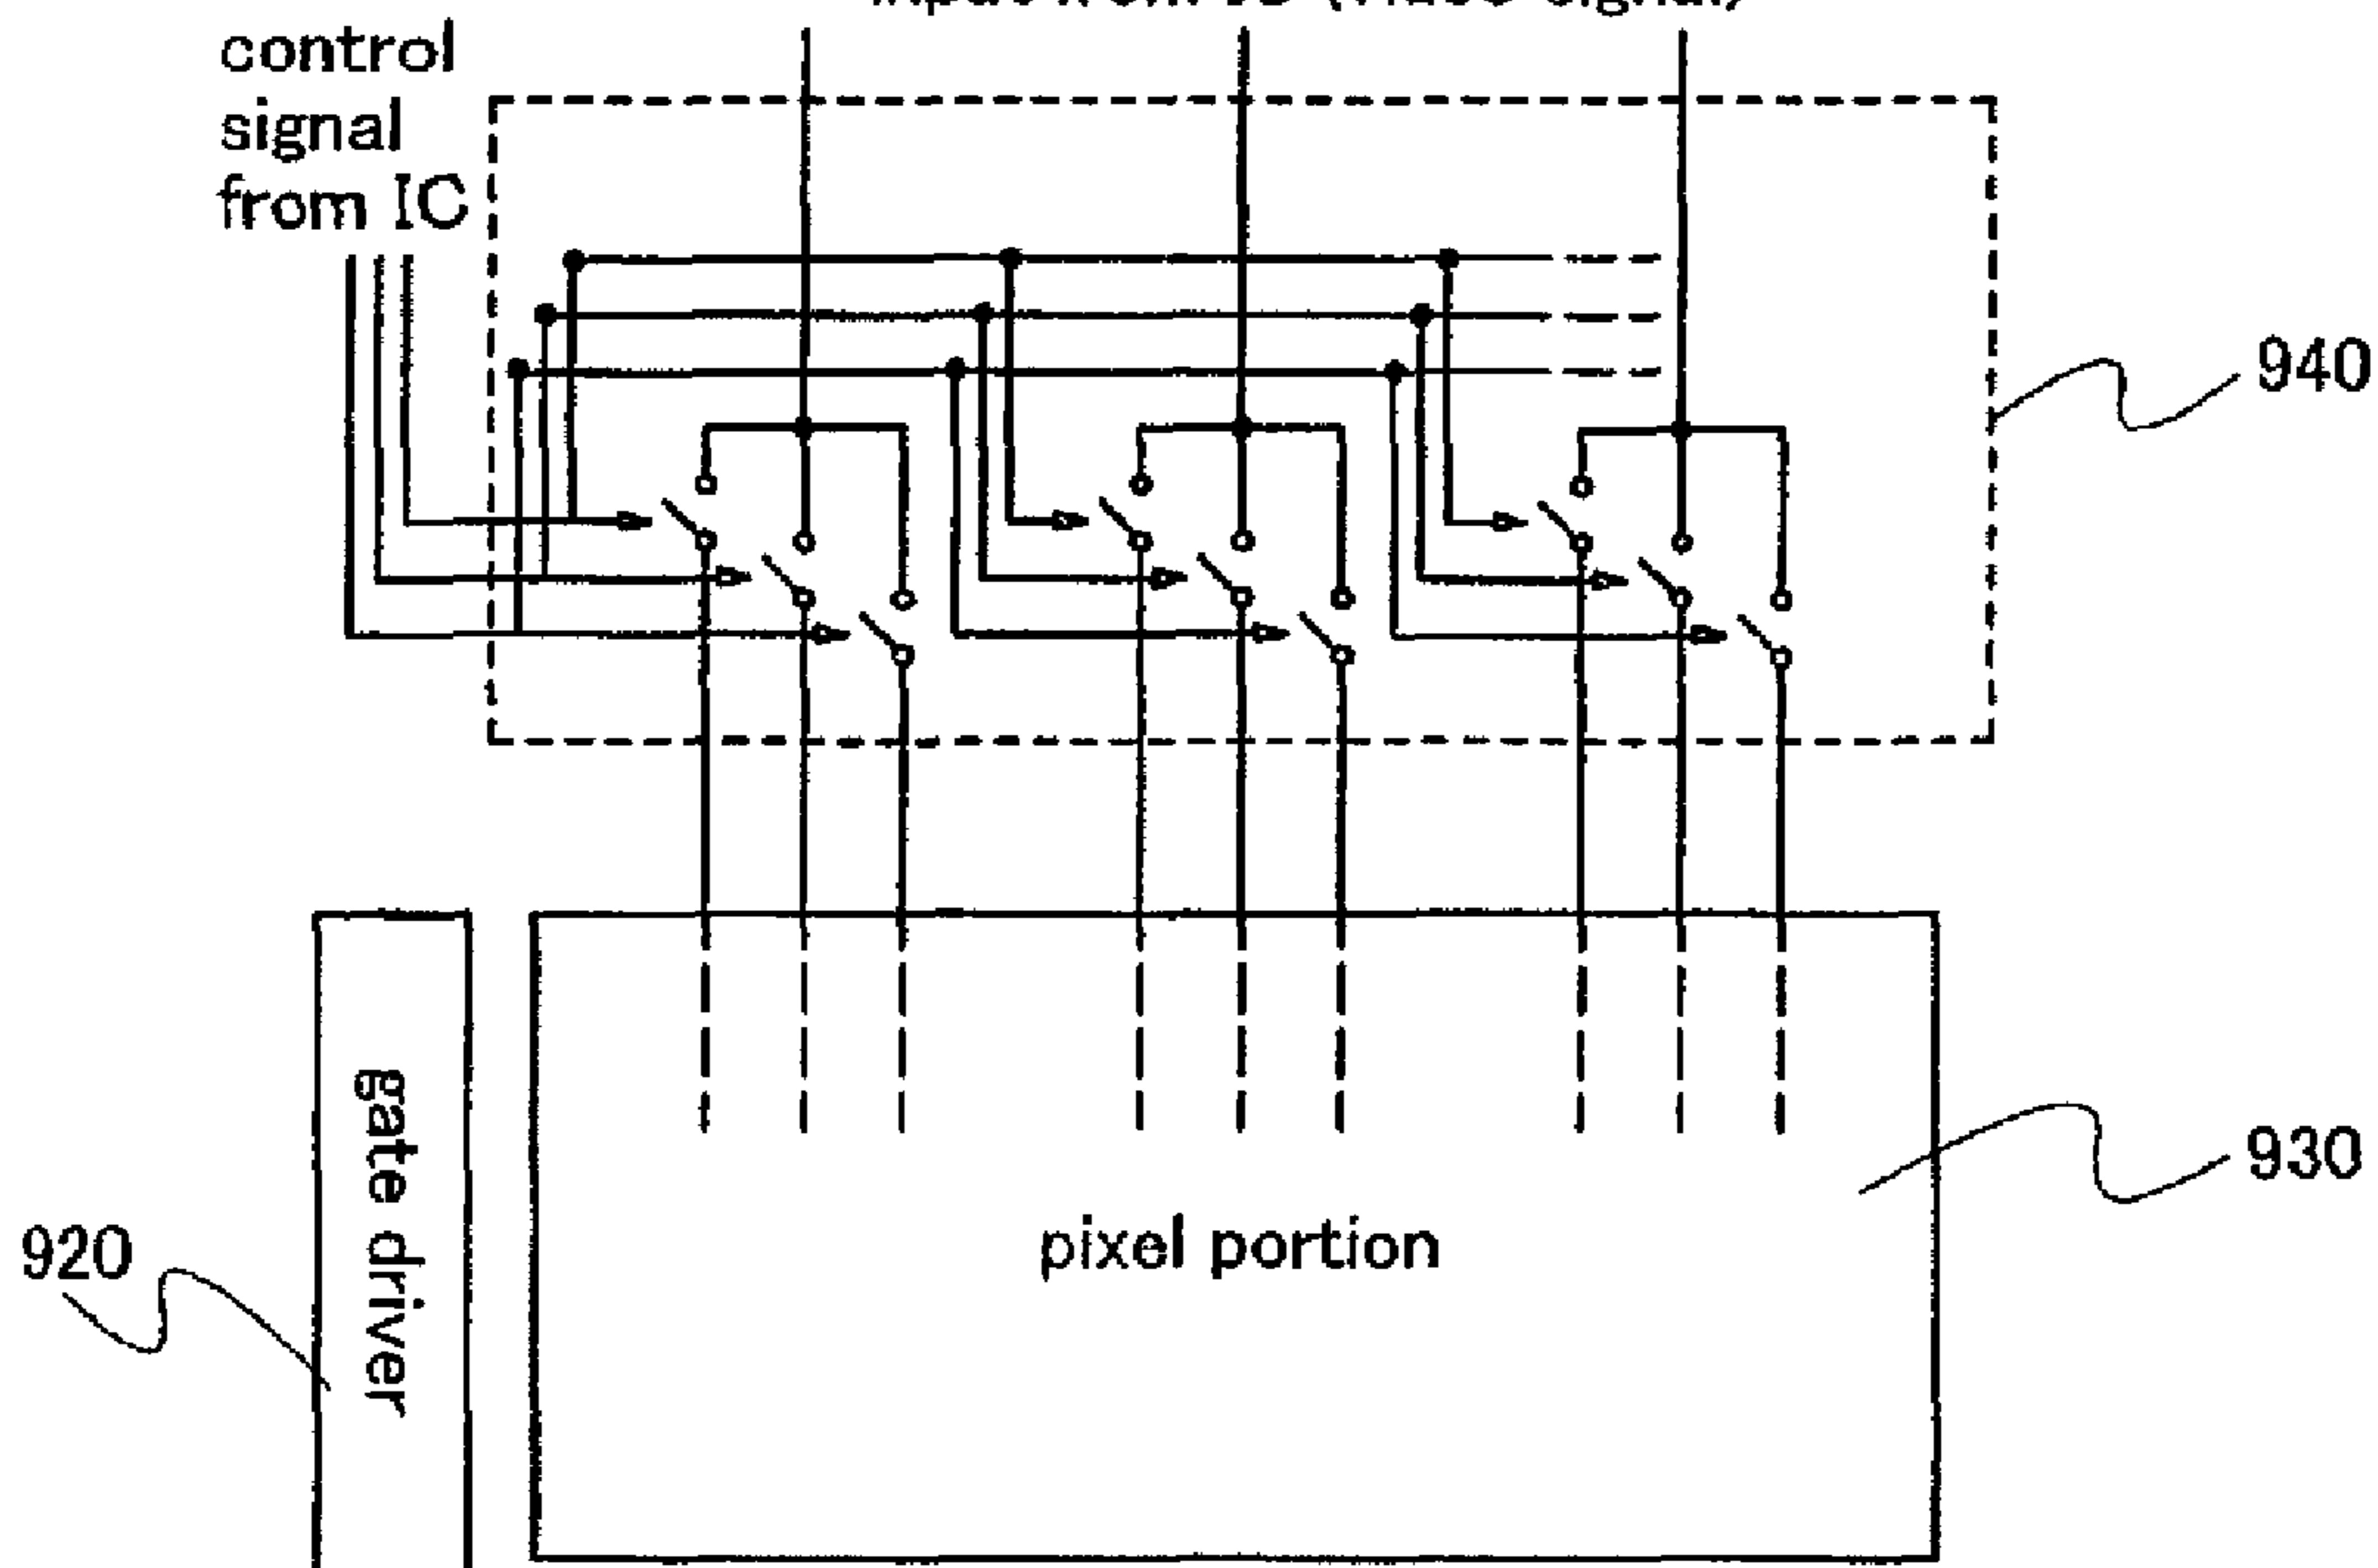 control
signal
from IC
940
930
920
gate driver
pixel portion